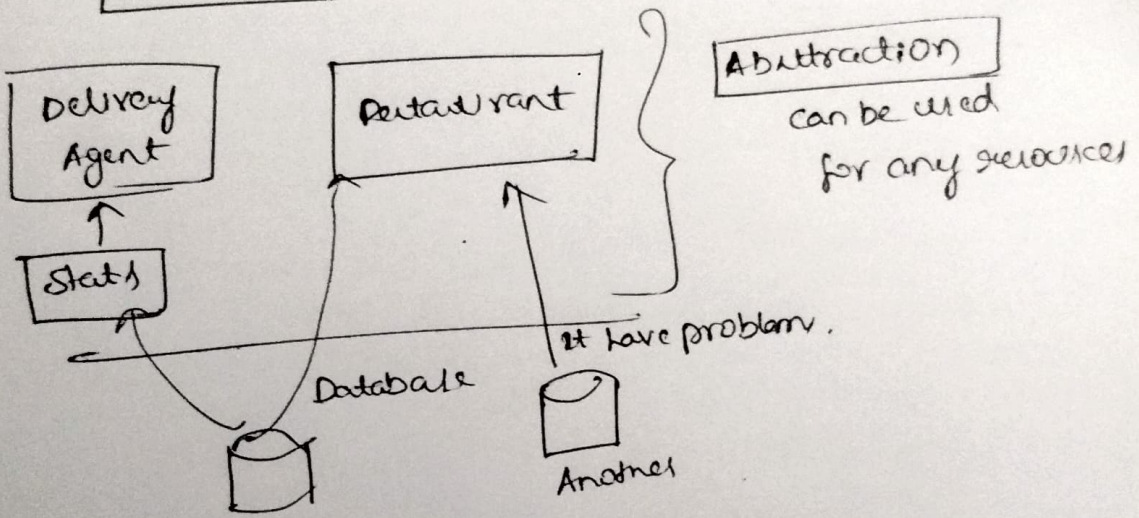 Delivery
Agent
Restaurant
Abstraction
can be used
for any resources
Stats
it have problem.
Database
Another